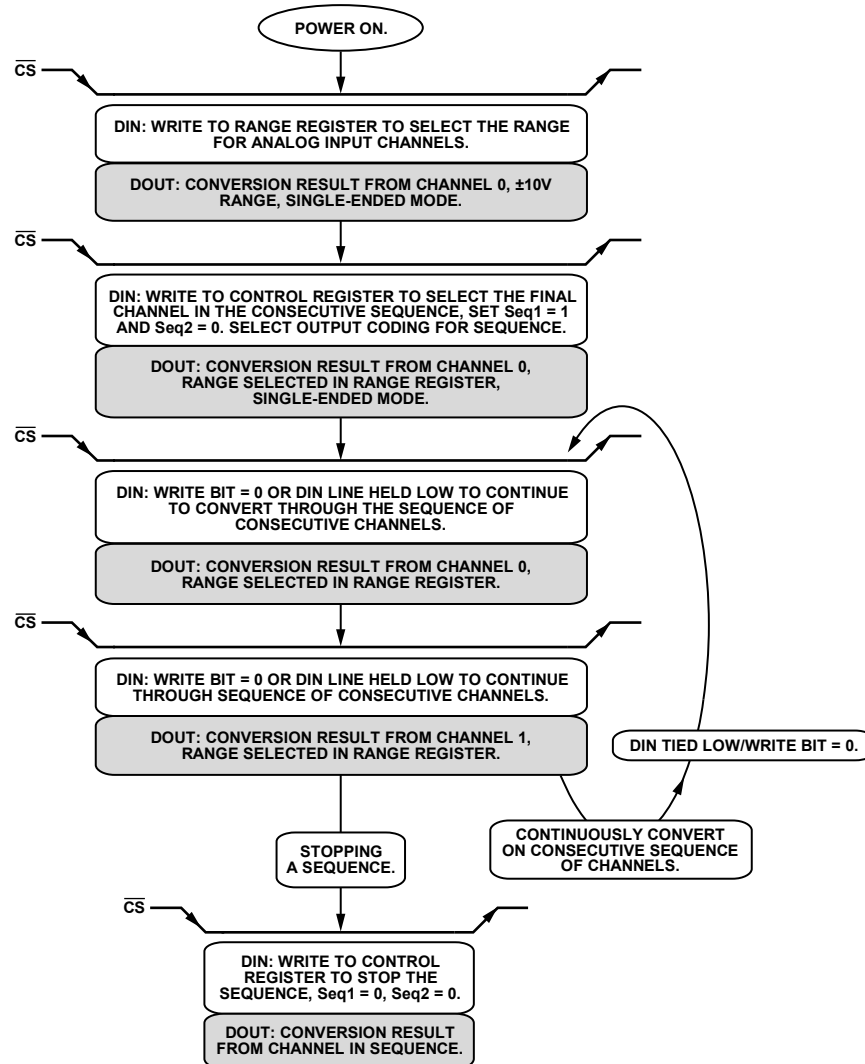 POWER ON.
CS
DIN: WRITE TO RANGE REGISTER TO SELECT THE RANGE
FOR ANALOG INPUT CHANNELS.
DOUT: CONVERSION RESULT FROM CHANNEL 0, ±10V
RANGE, SINGLE-ENDED MODE.
CS
DIN: WRITE TO CONTROL REGISTER TO SELECT THE FINAL
CHANNEL IN THE CONSECUTIVE SEQUENCE, SET Seq1 = 1
AND Seq2 = 0. SELECT OUTPUT CODING FOR SEQUENCE.
DOUT: CONVERSION RESULT FROM CHANNEL 0,
RANGE SELECTED IN RANGE REGISTER,
SINGLE-ENDED MODE.
CS
DIN: WRITE BIT = 0 OR DIN LINE HELD LOW TO CONTINUE
TO CONVERT THROUGH THE SEQUENCE OF
CONSECUTIVE CHANNELS.
DOUT: CONVERSION RESULT FROM CHANNEL 0,
RANGE SELECTED IN RANGE REGISTER.
CS
DIN: WRITE BIT = 0 OR DIN LINE HELD LOW TO CONTINUE
THROUGH SEQUENCE OF CONSECUTIVE CHANNELS.
DOUT: CONVERSION RESULT FROM CHANNEL 1,
RANGE SELECTED IN RANGE REGISTER.
DIN TIED LOW/WRITE BIT = 0.
STOPPING
A SEQUENCE.
CONTINUOUSLY CONVERT
ON CONSECUTIVE SEQUENCE
OF CHANNELS.
CS
DIN: WRITE TO CONTROL
REGISTER TO STOP THE
SEQUENCE, Seq1 = 0, Seq2 = 0.
DOUT: CONVERSION RESULT
FROM CHANNEL IN SEQUENCE.